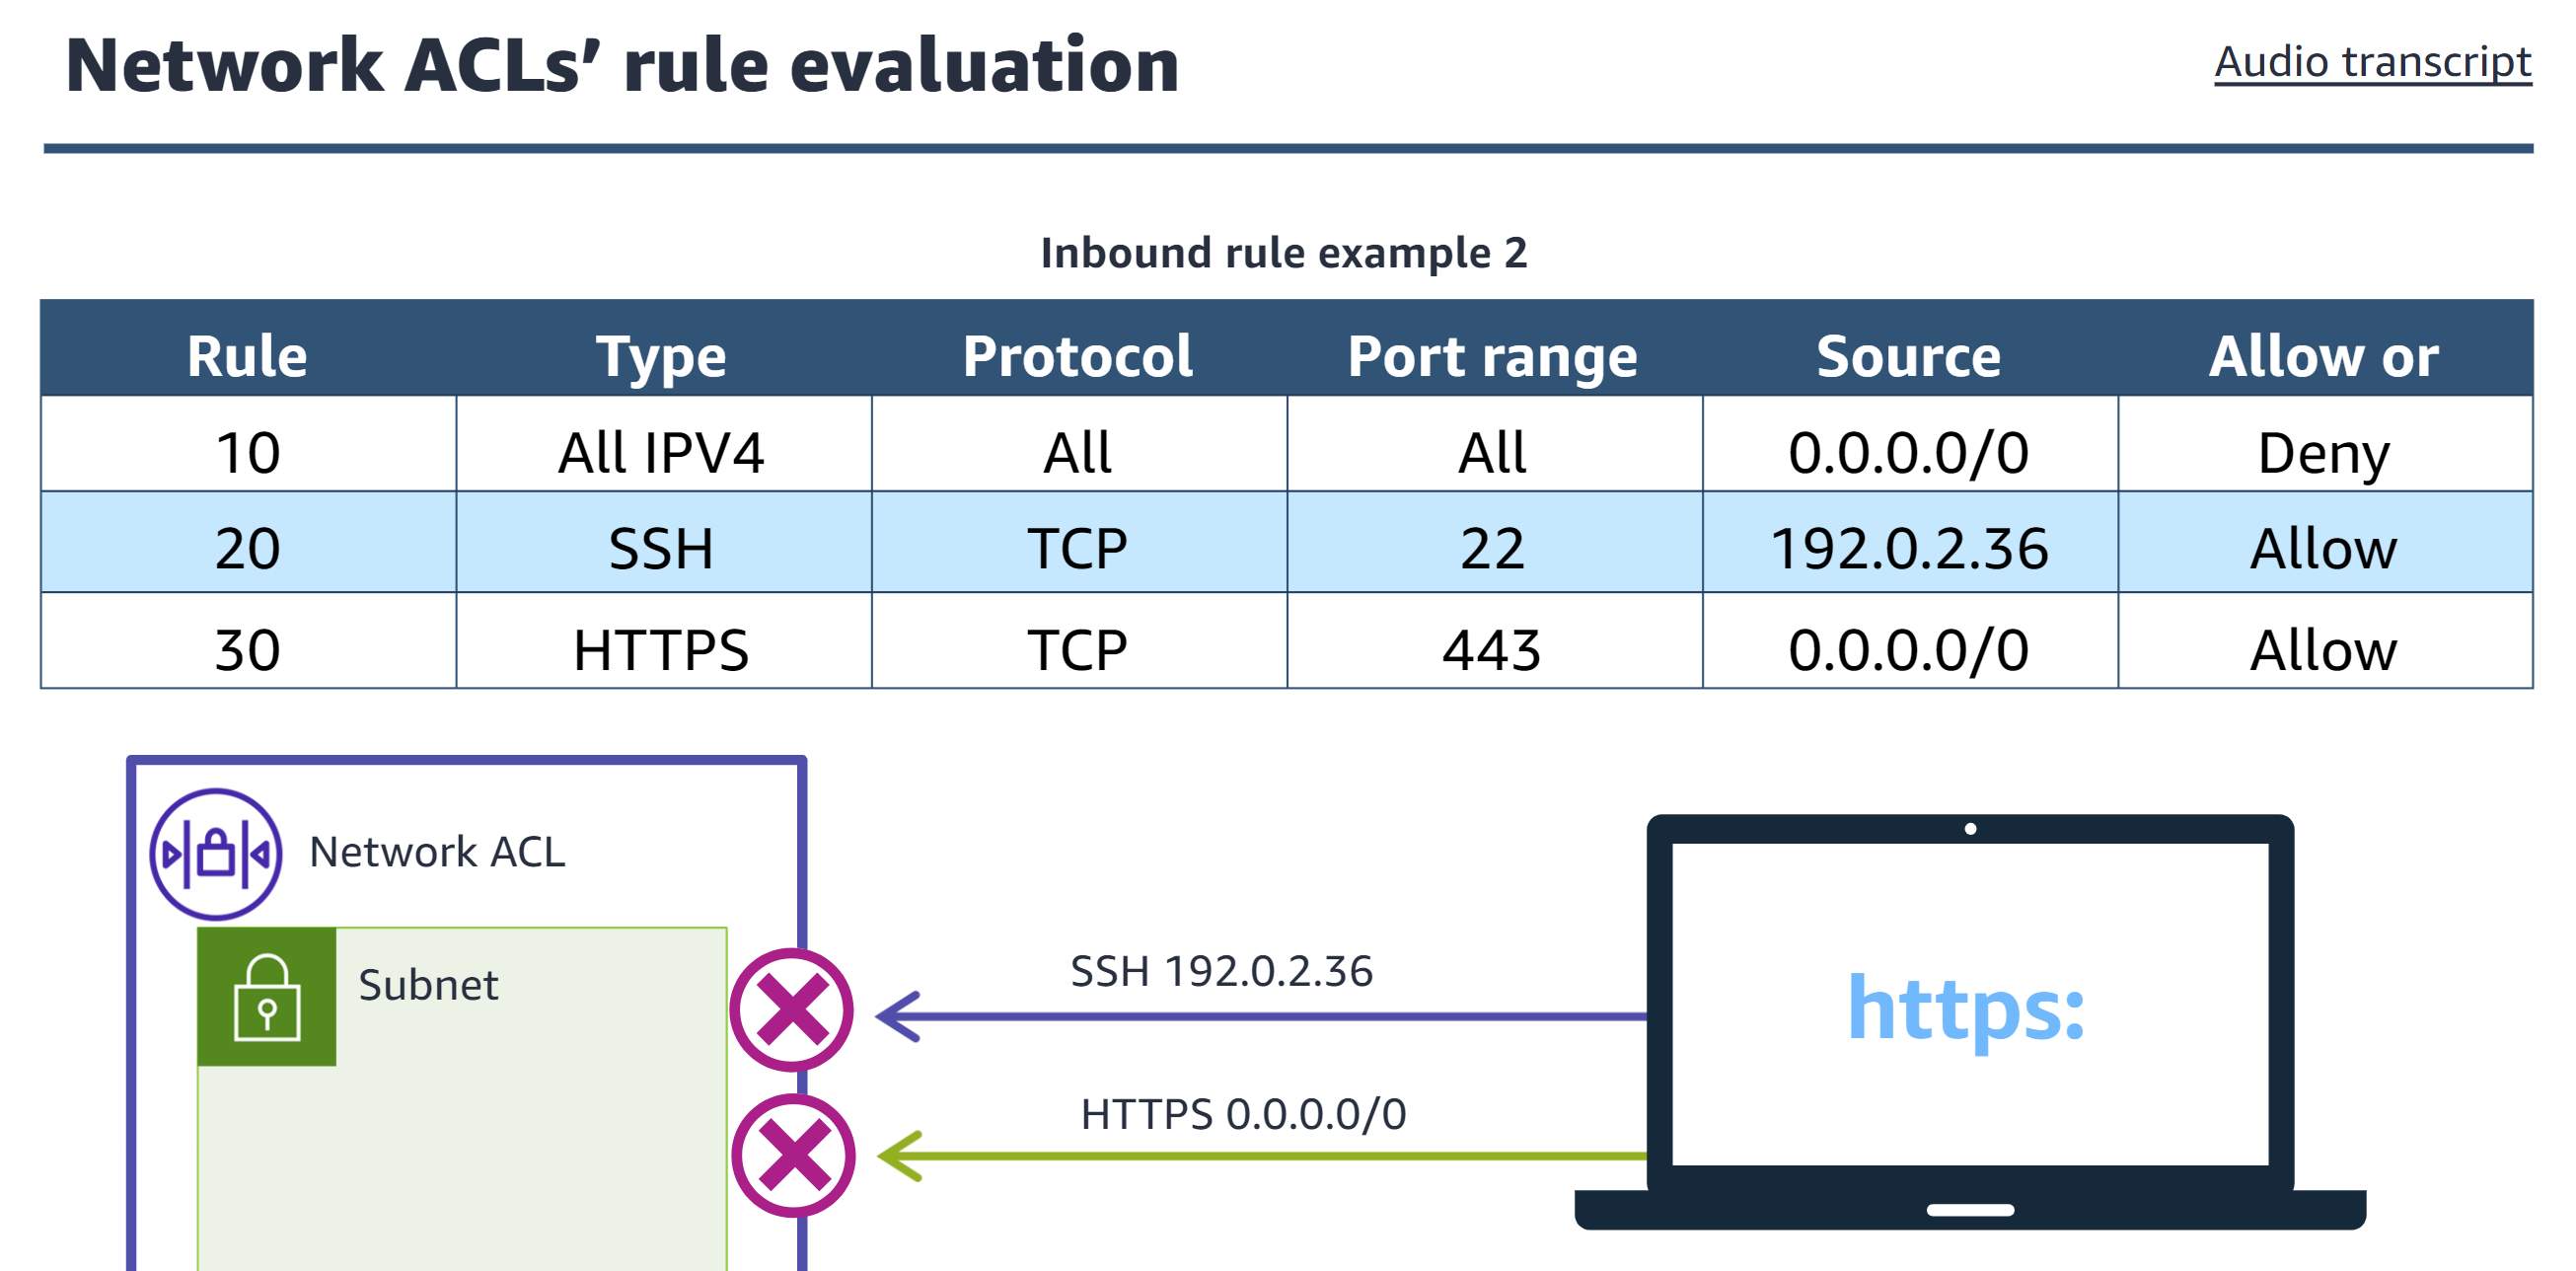 Network ACLs’ rule evaluation
Audio transcript
Inbound rule example 2
Rule Type Protocol Port range Source Allow or
10 All IPV4 All All 0.0.0.0/0 Deny
20 SSH TCP 22 192.0.2.36 Allow
30 HTTPS TCP 443 0.0.0.0/0 Allow
Network ACL
Subnet
SSH 192.0.2.36
https:
HTTPS 0.0.0.0/0